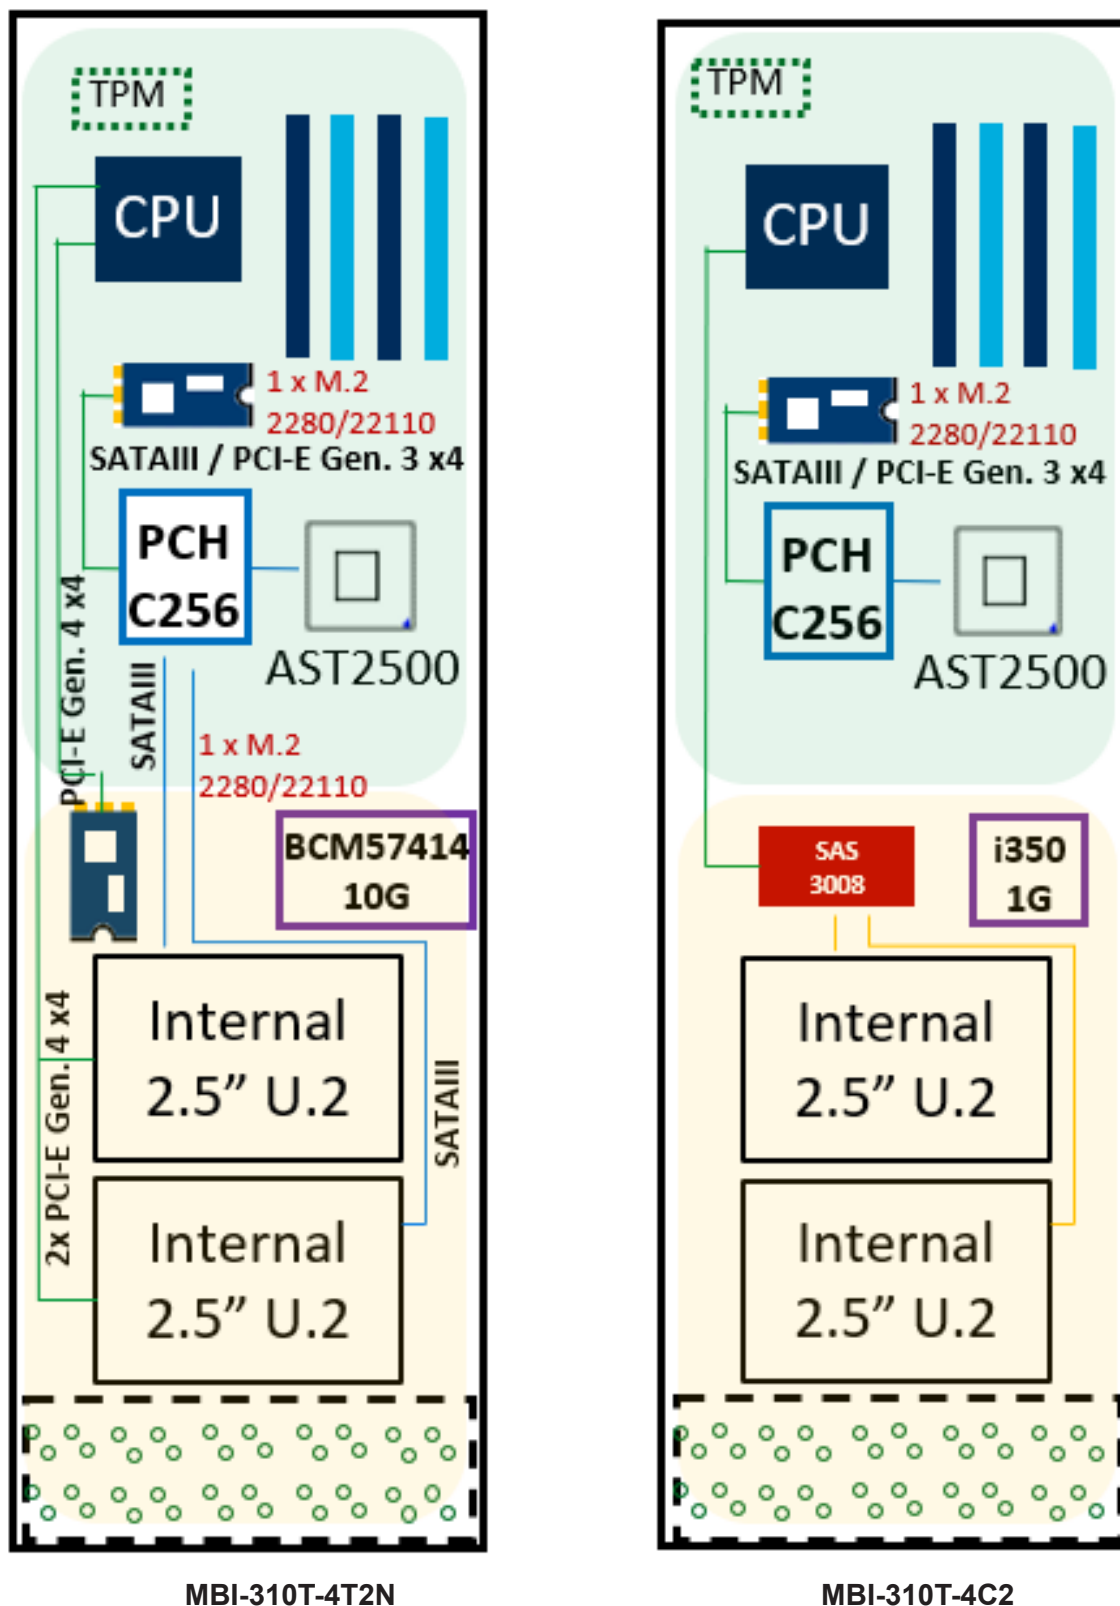 TPM
CPU
1 x M.2
2280/22110
SATAIII / PCI-E Gen. 3 x4
PCH
C256
AST2500
PCI-E Gen. 4 x4
SATAIII
1 x M.2
2280/22110
BCM57414
10G
Internal
2.5” U.2
2x PCI-E Gen. 4 x4
SATAIII
Internal
2.5” U.2
MBI-310T-4T2N
TPM
CPU
1 x M.2
2280/22110
SATAIII / PCI-E Gen. 3 x4
PCH
C256
AST2500
SAS
3008
i350
1G
Internal
2.5” U.2
Internal
2.5” U.2
MBI-310T-4C2